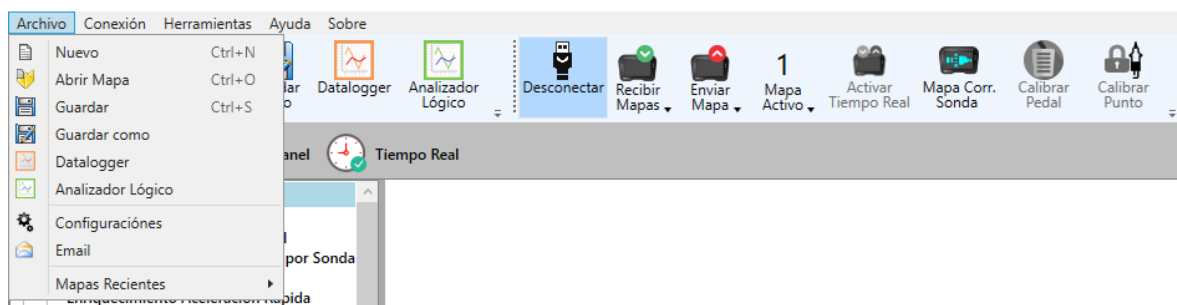 Archivo Conexión Herramientas Ayuda Sobre
Nuevo Ctrl+N
Abrir Mapa Ctrl+O
Guardar Ctrl+S
Guardar como
Datalogger
Analizador Lógico
Configuraciónes
Email
Mapas Recientes
Datalogger
Analizador
Lógico
Desconectar
Recibir
Mapas
Enviar
Mapa
1
Mapa
Activo
Activar
Tiempo Real
Mapa Corr.
Sonda
Calibrar
Pedal
Calibrar
Punto
Tiempo Real
por Sonda